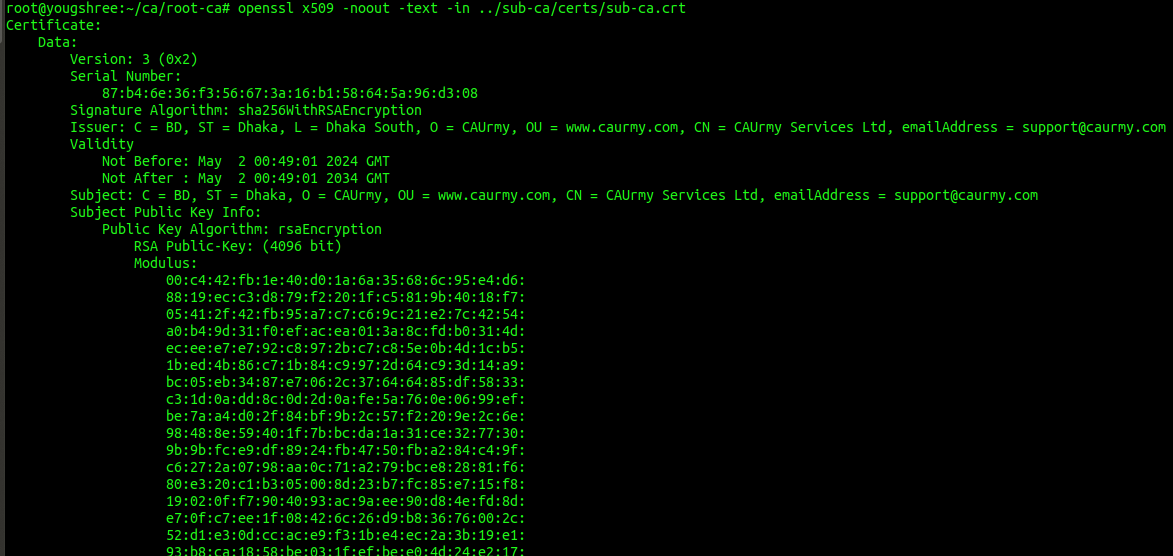 root@yougshree:~/ca/root-ca# openssl x509 -noout -text -in ../sub-ca/certs/sub-ca.crt
Certificate:
    Data:
        Version: 3 (0x2)
        Serial Number:
            87:b4:6e:36:f3:56:67:3a:16:b1:58:64:5a:96:d3:08
        Signature Algorithm: sha256WithRSAEncryption
        Issuer: C = BD, ST = Dhaka, L = Dhaka South, O = CAUrmy, OU = www.caurmy.com, CN = CAUrmy Services Ltd, emailAddress = support@caurmy.com
        Validity
            Not Before: May  2 00:49:01 2024 GMT
            Not After : May  2 00:49:01 2034 GMT
        Subject: C = BD, ST = Dhaka, O = CAUrmy, OU = www.caurmy.com, CN = CAUrmy Services Ltd, emailAddress = support@caurmy.com
        Subject Public Key Info:
            Public Key Algorithm: rsaEncryption
                RSA Public-Key: (4096 bit)
                Modulus:
                    00:c4:42:fb:1e:40:d0:1a:6a:35:68:6c:95:e4:d6:
                    88:19:ec:c3:d8:79:f2:20:1f:c5:81:9b:40:18:f7:
                    05:41:2f:42:fb:95:a7:c7:c6:9c:21:e2:7c:42:54:
                    a0:b4:9d:31:f0:ef:ac:ea:01:3a:8c:fd:b0:31:4d:
                    ec:ee:e7:e7:92:c8:97:2b:c7:c8:5e:0b:4d:1c:b5:
                    1b:ed:4b:86:c7:1b:84:c9:97:2d:64:c9:3d:14:a9:
                    bc:05:eb:34:87:e7:06:2c:37:64:64:85:df:58:33:
                    c3:1d:0a:dd:8c:0d:2d:0a:fe:5a:76:0e:06:99:ef:
                    be:7a:a4:d0:2f:84:bf:9b:2c:57:f2:20:9e:2c:6e:
                    98:48:8e:59:40:1f:7b:bc:da:1a:31:ce:32:77:30:
                    9b:9b:fc:e9:df:89:24:fb:47:50:fb:a2:84:c4:9f:
                    c6:27:2a:07:98:aa:0c:71:a2:79:bc:e8:28:81:f6:
                    80:e3:20:c1:b3:05:00:8d:23:b7:fc:85:e7:15:f8:
                    19:02:0f:f7:90:40:93:ac:9a:ee:90:d8:4e:fd:8d:
                    e7:0f:c7:ee:1f:08:42:6c:26:d9:b8:36:76:00:2c:
                    52:d1:e3:0d:cc:ac:e9:f3:1b:e4:ec:2a:3b:19:e1:
                    93:b8:ca:18:58:be:03:1f:ef:be:e0:4d:24:e2:17: